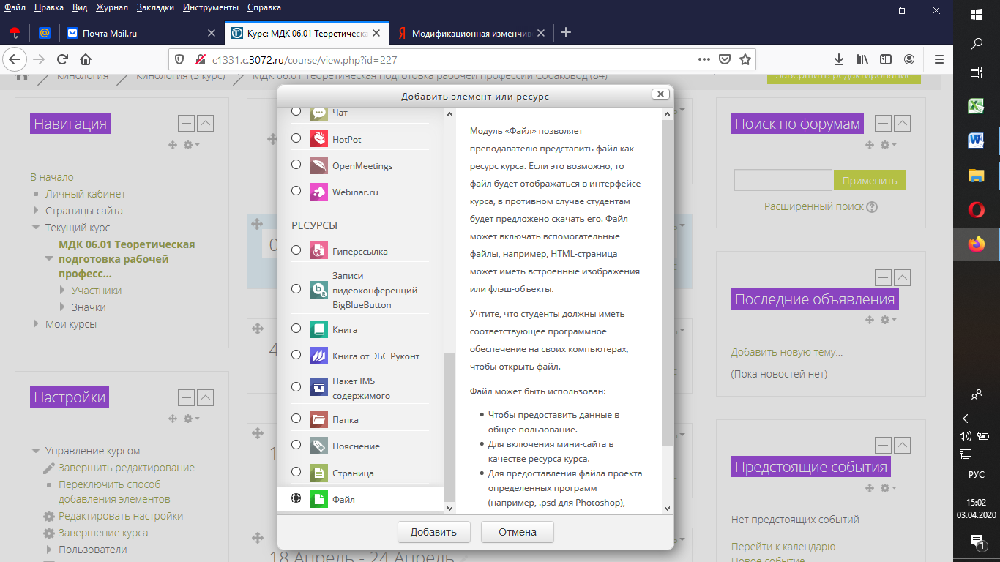 Файл Правка Вид Журнал Закладки Инструменты Справка
Почта Mail.ru
Курс: МДК 06.01 Теоретическа
Модификационная изменчив
c1331.c.3072.ru/course/view.php?id=227
Кинология
Кинология (3 курс)
МДК 06.01 Теоретическая подготовка рабочей профессии Собаковод (84)
Завершить редактирование
Навигация
В начало
Личный кабинет
Страницы сайта
Текущий курс
МДК 06.01 Теоретическая
подготовка рабочей
професс...
Участники
Значки
Мои курсы
Настройки
Управление курсом
Завершить редактирование
Переключить способ
добавления элементов
Редактировать настройки
Завершение курса
Пользователи
18 Апрель - 24 Апрель
Добавить элемент или ресурс
Чат
HotPot
OpenMeetings
Webinar.ru
РЕСУРСЫ
Гиперссылка
Записи
видеоконференций
BigBlueButton
Книга
Книга от ЭБС Руконт
Пакет IMS
содержимого
Папка
Пояснение
Страница
Файл
Модуль «Файл» позволяет
преподавателю представить файл как
ресурс курса. Если это возможно, то
файл будет отображаться в интерфейсе
курса, в противном случае студентам
будет предложено скачать его. Файл
может включать вспомогательные
файлы, например, HTML-страница
может иметь встроенные изображения
или флэш-объекты.
Учтите, что студенты должны иметь
соответствующее программное
обеспечение на своих компьютерах,
чтобы открыть файл.
Файл может быть использован:
Чтобы предоставить данные в
общее пользование.
Для включения мини-сайта в
качестве ресурса курса.
Для предоставления файла проекта
определенных программ
(например, .psd для Photoshop),
Добавить
Отмена
Поиск по форумам
Применить
Расширенный поиск
Последние объявления
Добавить новую тему...
(Пока новостей нет)
Предстоящие события
Нет предстоящих событий
Перейти к календарю...
Новое событие...
РУС
15:02
03.04.2020
1